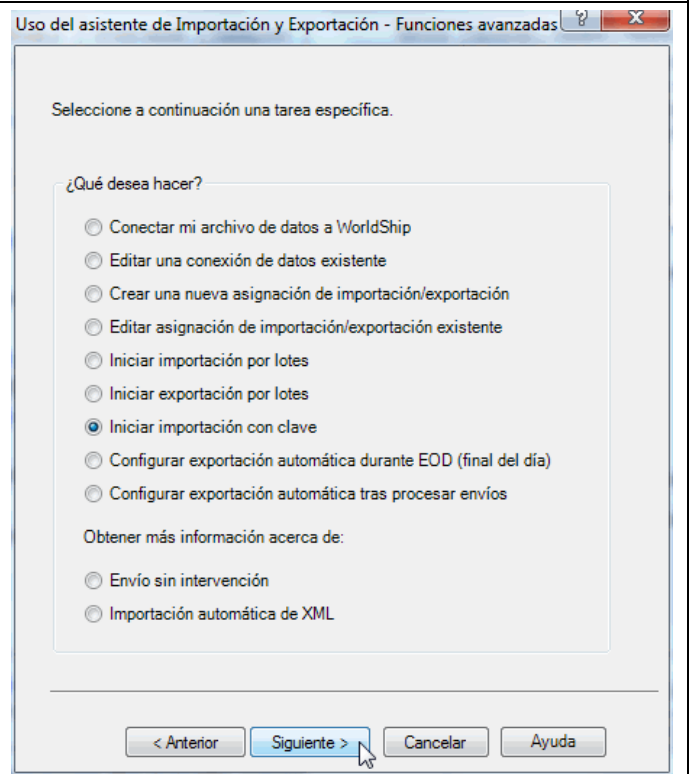 Uso del asistente de Importación y Exportación - Funciones avanzadas
Seleccione a continuación una tarea específica.
¿Qué desea hacer?
Conectar mi archivo de datos a WorldShip
Editar una conexión de datos existente
Crear una nueva asignación de importación/exportación
Editar asignación de importación/exportación existente
Iniciar importación por lotes
Iniciar exportación por lotes
Iniciar importación con clave
Configurar exportación automática durante EOD (final del día)
Configurar exportación automática tras procesar envíos
Obtener más información acerca de:
Envío sin intervención
Importación automática de XML
< Anterior Siguiente > Cancelar Ayuda